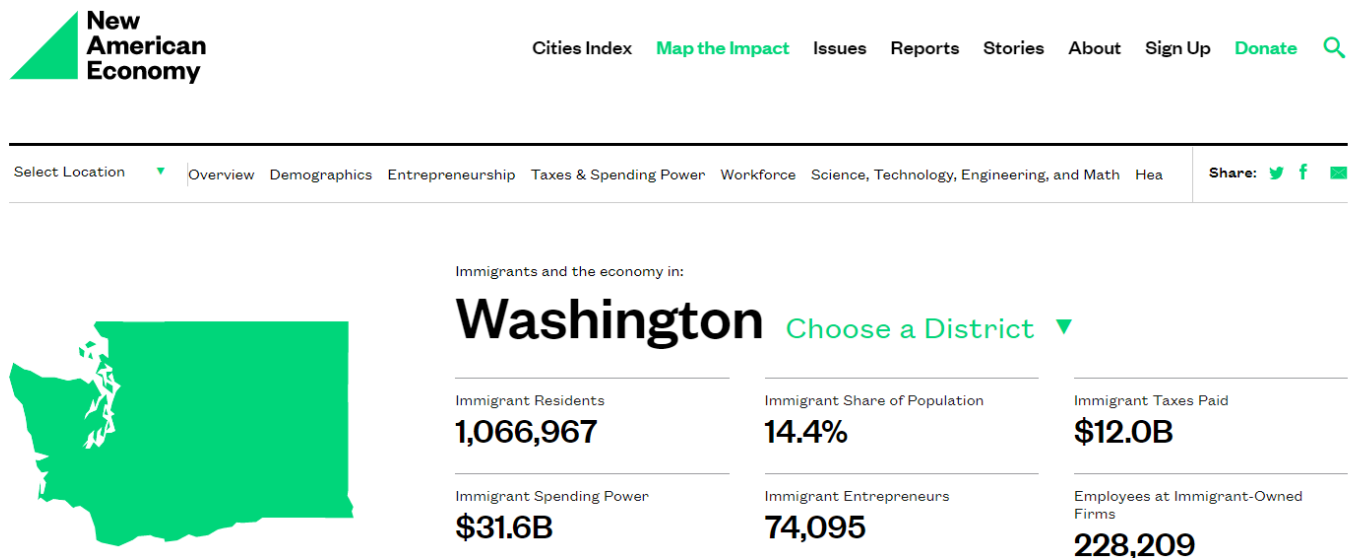 New
American
Economy
Cities Index Map the Impact Issues Reports Stories About Sign Up Donate
Select Location Overview Demographics Entrepreneurship Taxes & Spending Power Workforce Science, Technology, Engineering, and Math Hea Share:
Immigrants and the economy in:
Washington Choose a District
Immigrant Residents Immigrant Share of Population Immigrant Taxes Paid
1,066,967 14.4% $12.0B
Immigrant Spending Power Immigrant Entrepreneurs Employees at Immigrant-Owned
Firms
$31.6B 74,095
228,209